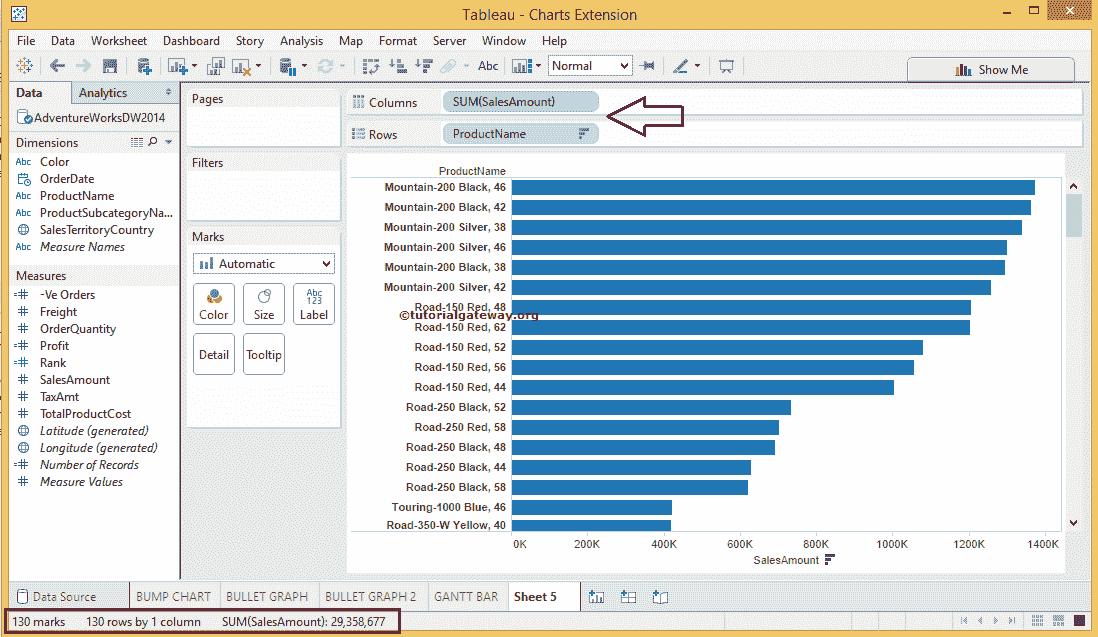 Tableau - Charts Extension
File Data Worksheet Dashboard Story Analysis Map Format Server Window Help
Abc Normal Show Me
Data Analytics
AdventureWorksDW2014
Dimensions
Abc Color
OrderDate
Abc ProductName
Abc ProductSubcategoryNa...
SalesTerritoryCountry
Abc Measure Names
Measures
-Ve Orders
Freight
OrderQuantity
Profit
Rank
SalesAmount
TaxAmt
TotalProductCost
Latitude (generated)
Longitude (generated)
Number of Records
Measure Values
Pages
Filters
Marks
Automatic
Color Size Abc 123 Label
Detail Tooltip
Columns SUM(SalesAmount)
Rows ProductName
ProductName
Mountain-200 Black, 46
Mountain-200 Black, 42
Mountain-200 Silver, 38
Mountain-200 Silver, 46
Mountain-200 Black, 38
Mountain-200 Silver, 42
Road-150 Red, 48
©tutorialgateway.org
Road-150 Red, 62
Road-150 Red, 52
Road-150 Red, 56
Road-150 Red, 44
Road-250 Black, 52
Road-250 Red, 58
Road-250 Black, 48
Road-250 Black, 44
Road-250 Black, 58
Touring-1000 Blue, 46
Road-350-W Yellow, 40
0K 200K 400K 600K 800K 1000K 1200K 1400K
SalesAmount
Data Source BUMP CHART BULLET GRAPH BULLET GRAPH 2 GANTT BAR Sheet 5
130 marks 130 rows by 1 column SUM(SalesAmount): 29,358,677